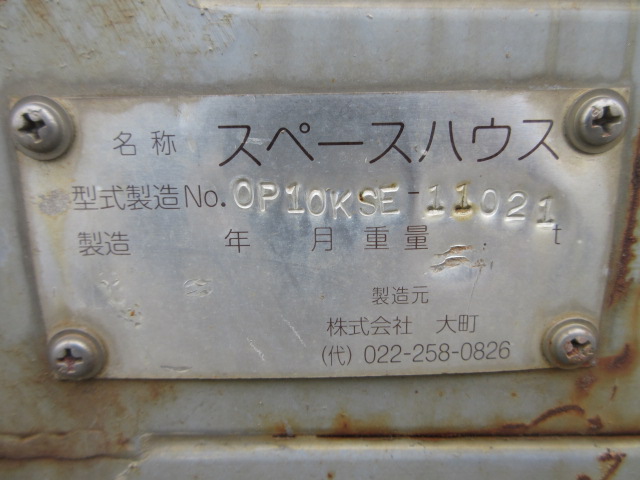 名称 スペースハウス
型式製造No. OP10KSE-11021
製造 年 月 重量 t
製造元
株式会社 大町
(代) 022-258-0826